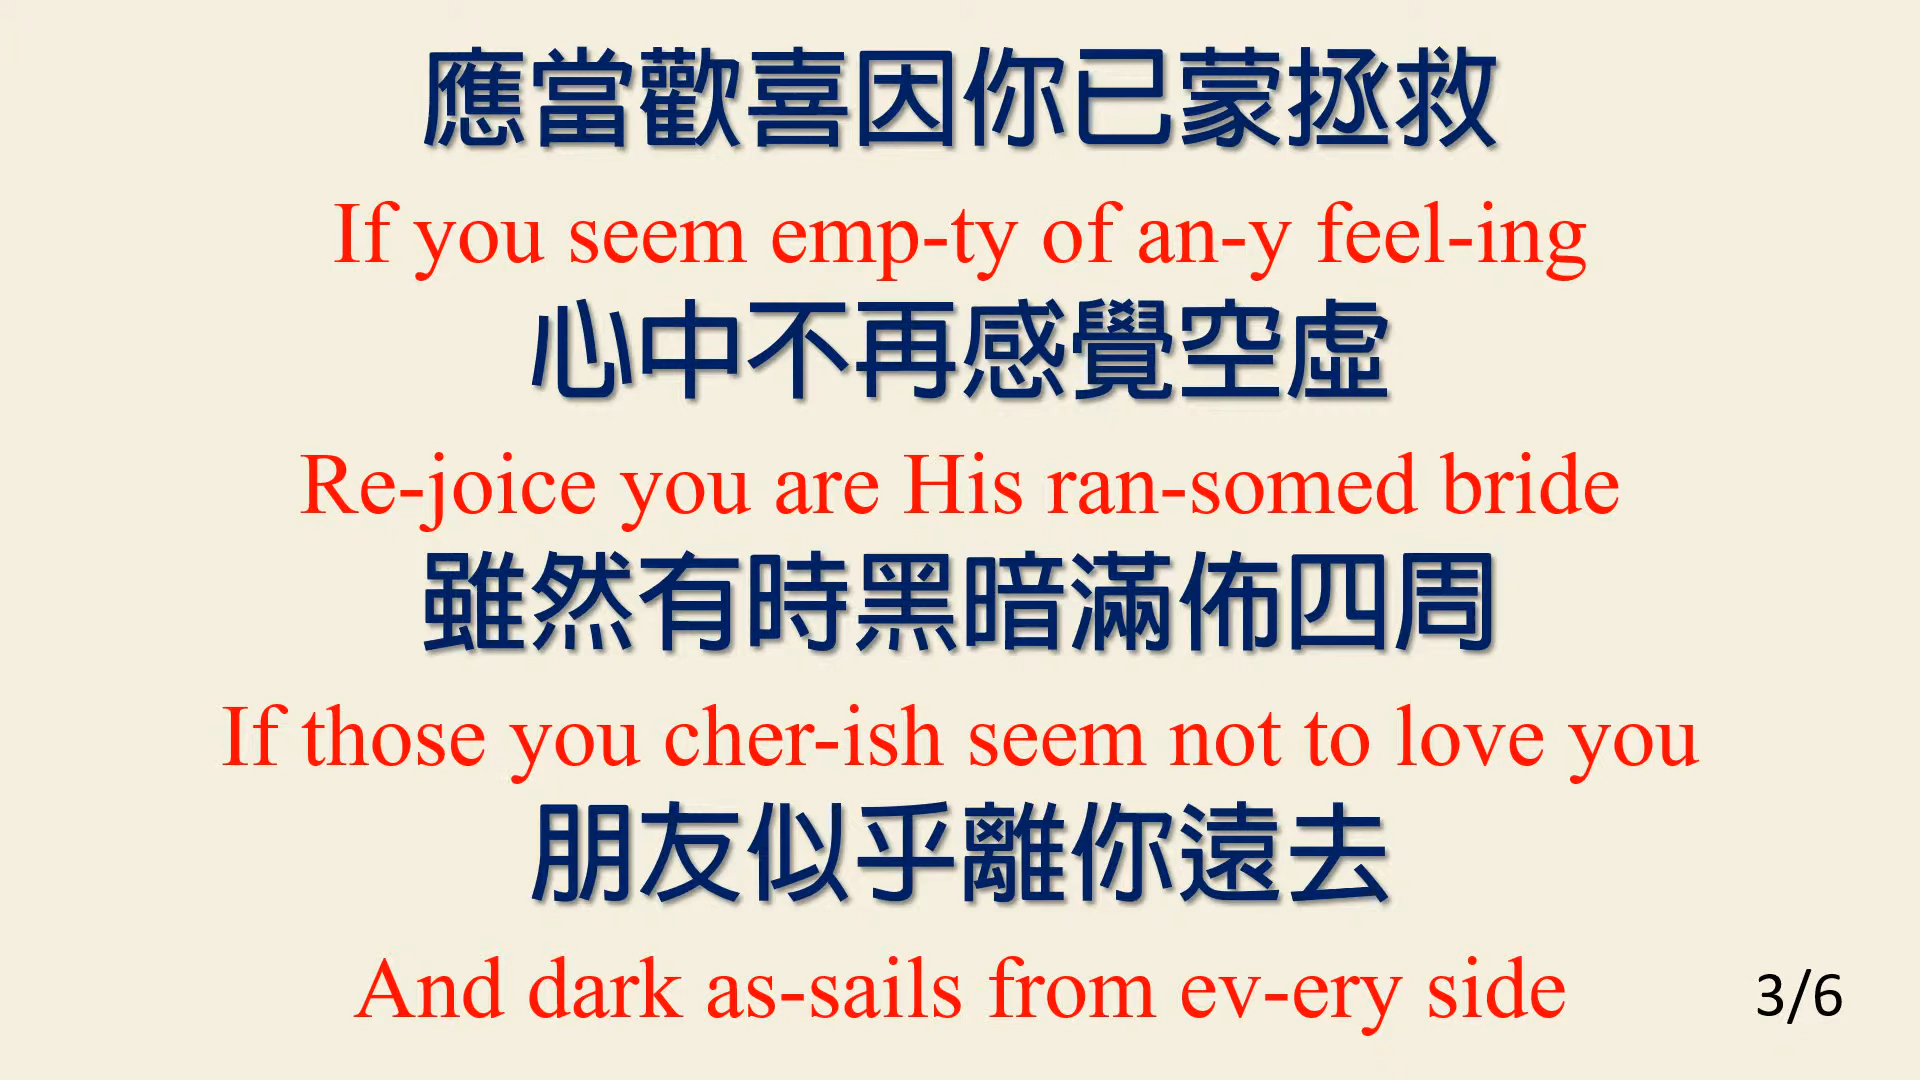 應當歡喜因你已蒙拯救
If you seem emp-ty of an-y feel-ing
心中不再感覺空虛
Re-joice you are His ran-somed bride
雖然有時黑暗滿佈四周
If those you cher-ish seem not to love you
朋友似乎離你遠去
And dark as-sails from ev-ery side
3/6